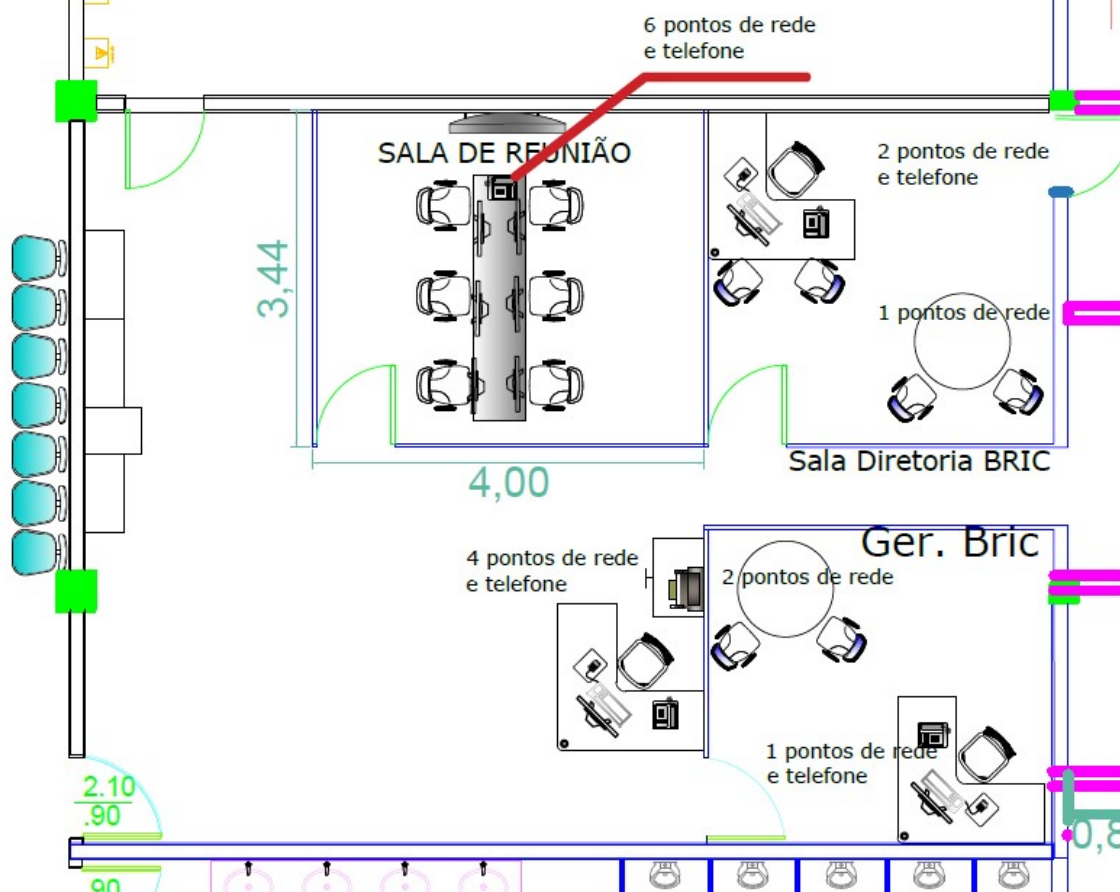 6 pontos de rede
e telefone
SALA DE REUNIÃO
2 pontos de rede
e telefone
3,44
1 pontos de rede
Sala Diretoria BRIC
4,00
Ger. Bric
4 pontos de rede
e telefone
2 pontos de rede
1 pontos de rede
e telefone
2.10
.90
0,8
.90